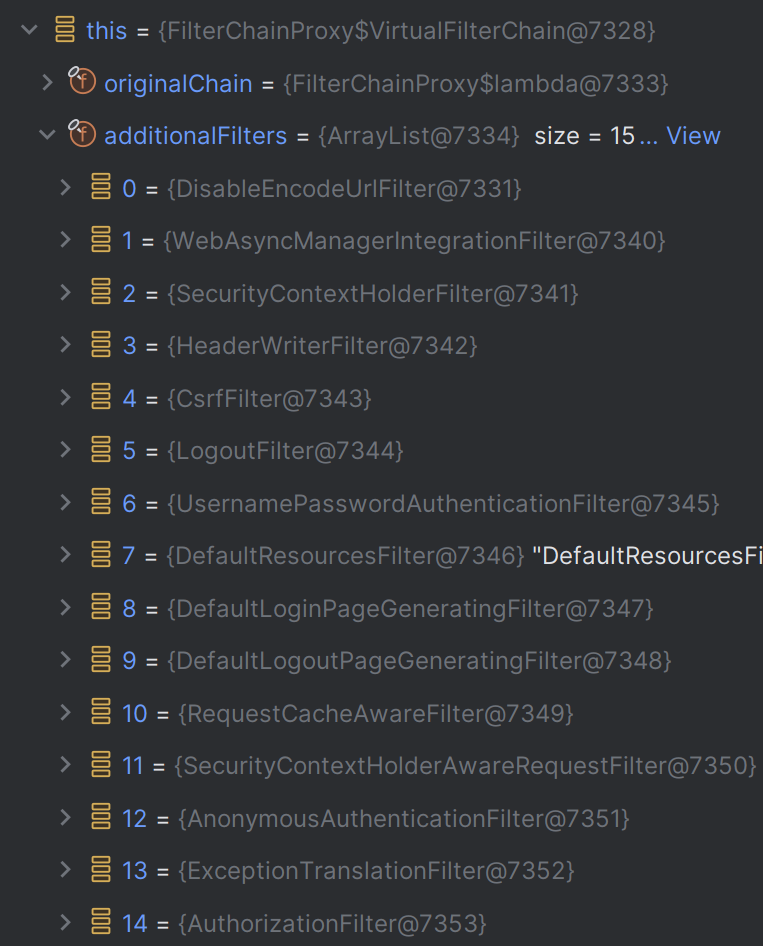 this = {FilterChainProxy$VirtualFilterChain@7328}
f originalChain = {FilterChainProxy$lambda@7333}
f additionalFilters = {ArrayList@7334} size = 15... View
0 = {DisableEncodeUrlFilter@7331}
1 = {WebAsyncManagerIntegrationFilter@7340}
2 = {SecurityContextHolderFilter@7341}
3 = {HeaderWriterFilter@7342}
4 = {CsrfFilter@7343}
5 = {LogoutFilter@7344}
6 = {UsernamePasswordAuthenticationFilter@7345}
7 = {DefaultResourcesFilter@7346} "DefaultResourcesFi
8 = {DefaultLoginPageGeneratingFilter@7347}
9 = {DefaultLogoutPageGeneratingFilter@7348}
10 = {RequestCacheAwareFilter@7349}
11 = {SecurityContextHolderAwareRequestFilter@7350}
12 = {AnonymousAuthenticationFilter@7351}
13 = {ExceptionTranslationFilter@7352}
14 = {AuthorizationFilter@7353}